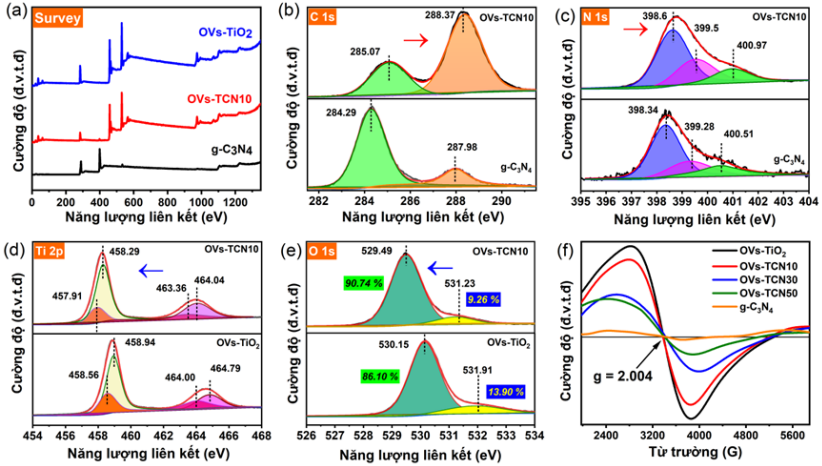 (a)
Survey
OVs-TiO2
OVs-TCN10
g-C3N4
Cường độ (đ.v.t.đ)
0 200 400 600 800 1000 1200
Năng lượng liên kết (eV)
(b)
C 1s
288.37
OVs-TCN10
285.07
284.29
287.98
g-C₃N₄
Cường độ (đ.v.t.đ)
282 284 286 288 290
Năng lượng liên kết (eV)
(c)
N 1s
398.6
OVs-TCN10
399.5
400.97
398.34
399.28
400.51
g-C₃N₄
Cường độ (đ.v.t.đ)
395 396 397 398 399 400 401 402 403 404
Năng lượng liên kết (eV)
(d)
Ti 2p
458.29
OVs-TCN10
457.91
463.36
464.04
458.94
OVs-TiO₂
458.56
464.00
464.79
Cường độ (đ.v.t.đ)
454 456 458 460 462 464 466 468
Năng lượng liên kết (eV)
(e)
O 1s
529.49
OVs-TCN10
90.74 %
531.23
9.26 %
530.15
OVs-TiO₂
86.10 %
531.91
13.90 %
Cường độ (đ.v.t.đ)
526 527 528 529 530 531 532 533 534
Năng lượng liên kết (eV)
(f)
OVs-TiO₂
OVs-TCN10
OVs-TCN30
OVs-TCN50
g-C₃N₄
g = 2.004
Cường độ (đ.v.t.đ)
2400 3200 4000 4800 5600
Từ trường (G)